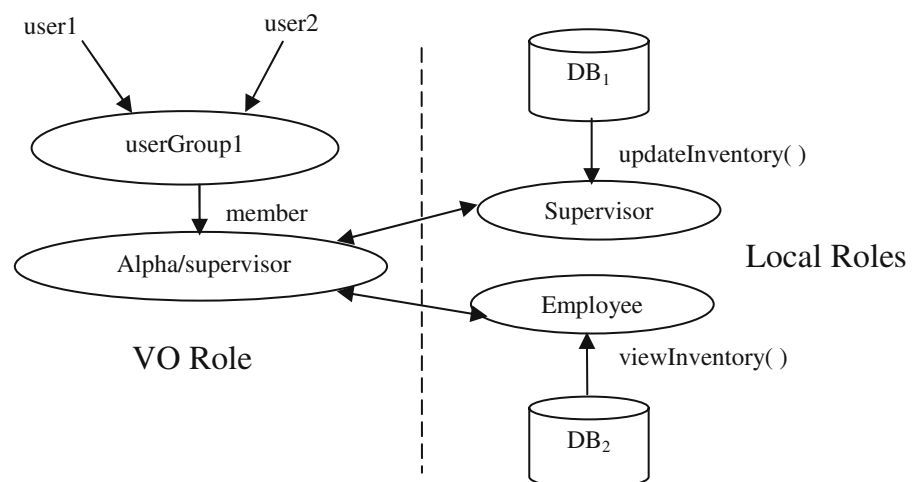 user1
user2
userGroup1
member
Alpha/supervisor
VO Role
DB₁
updateInventory( )
Supervisor
Local Roles
Employee
viewInventory( )
DB₂